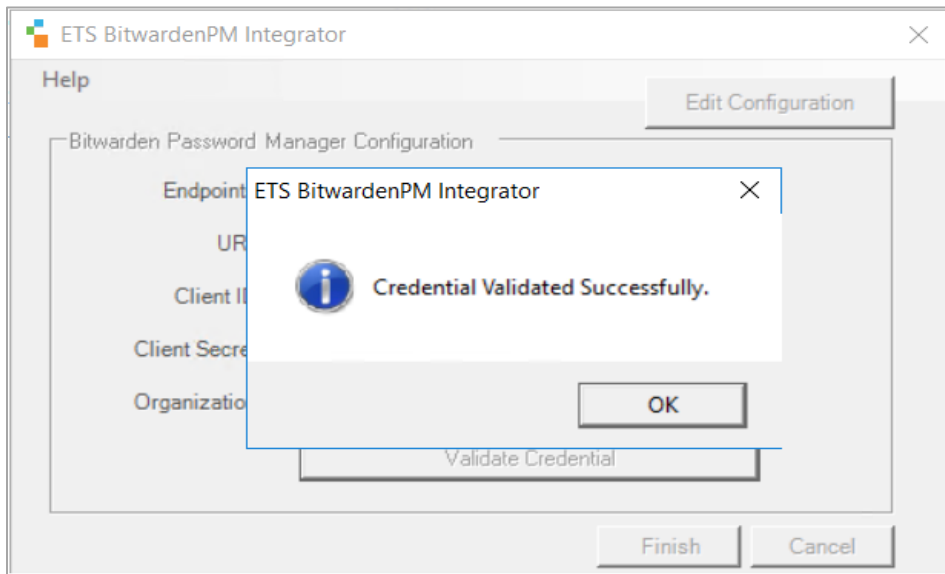 ETS BitwardenPM Integrator
Help
Edit Configuration
Bitwarden Password Manager Configuration
Endpoint
ETS BitwardenPM Integrator
UR
Client I
Credential Validated Successfully.
Client Secre
Organizatio
OK
Validate Credential
Finish
Cancel